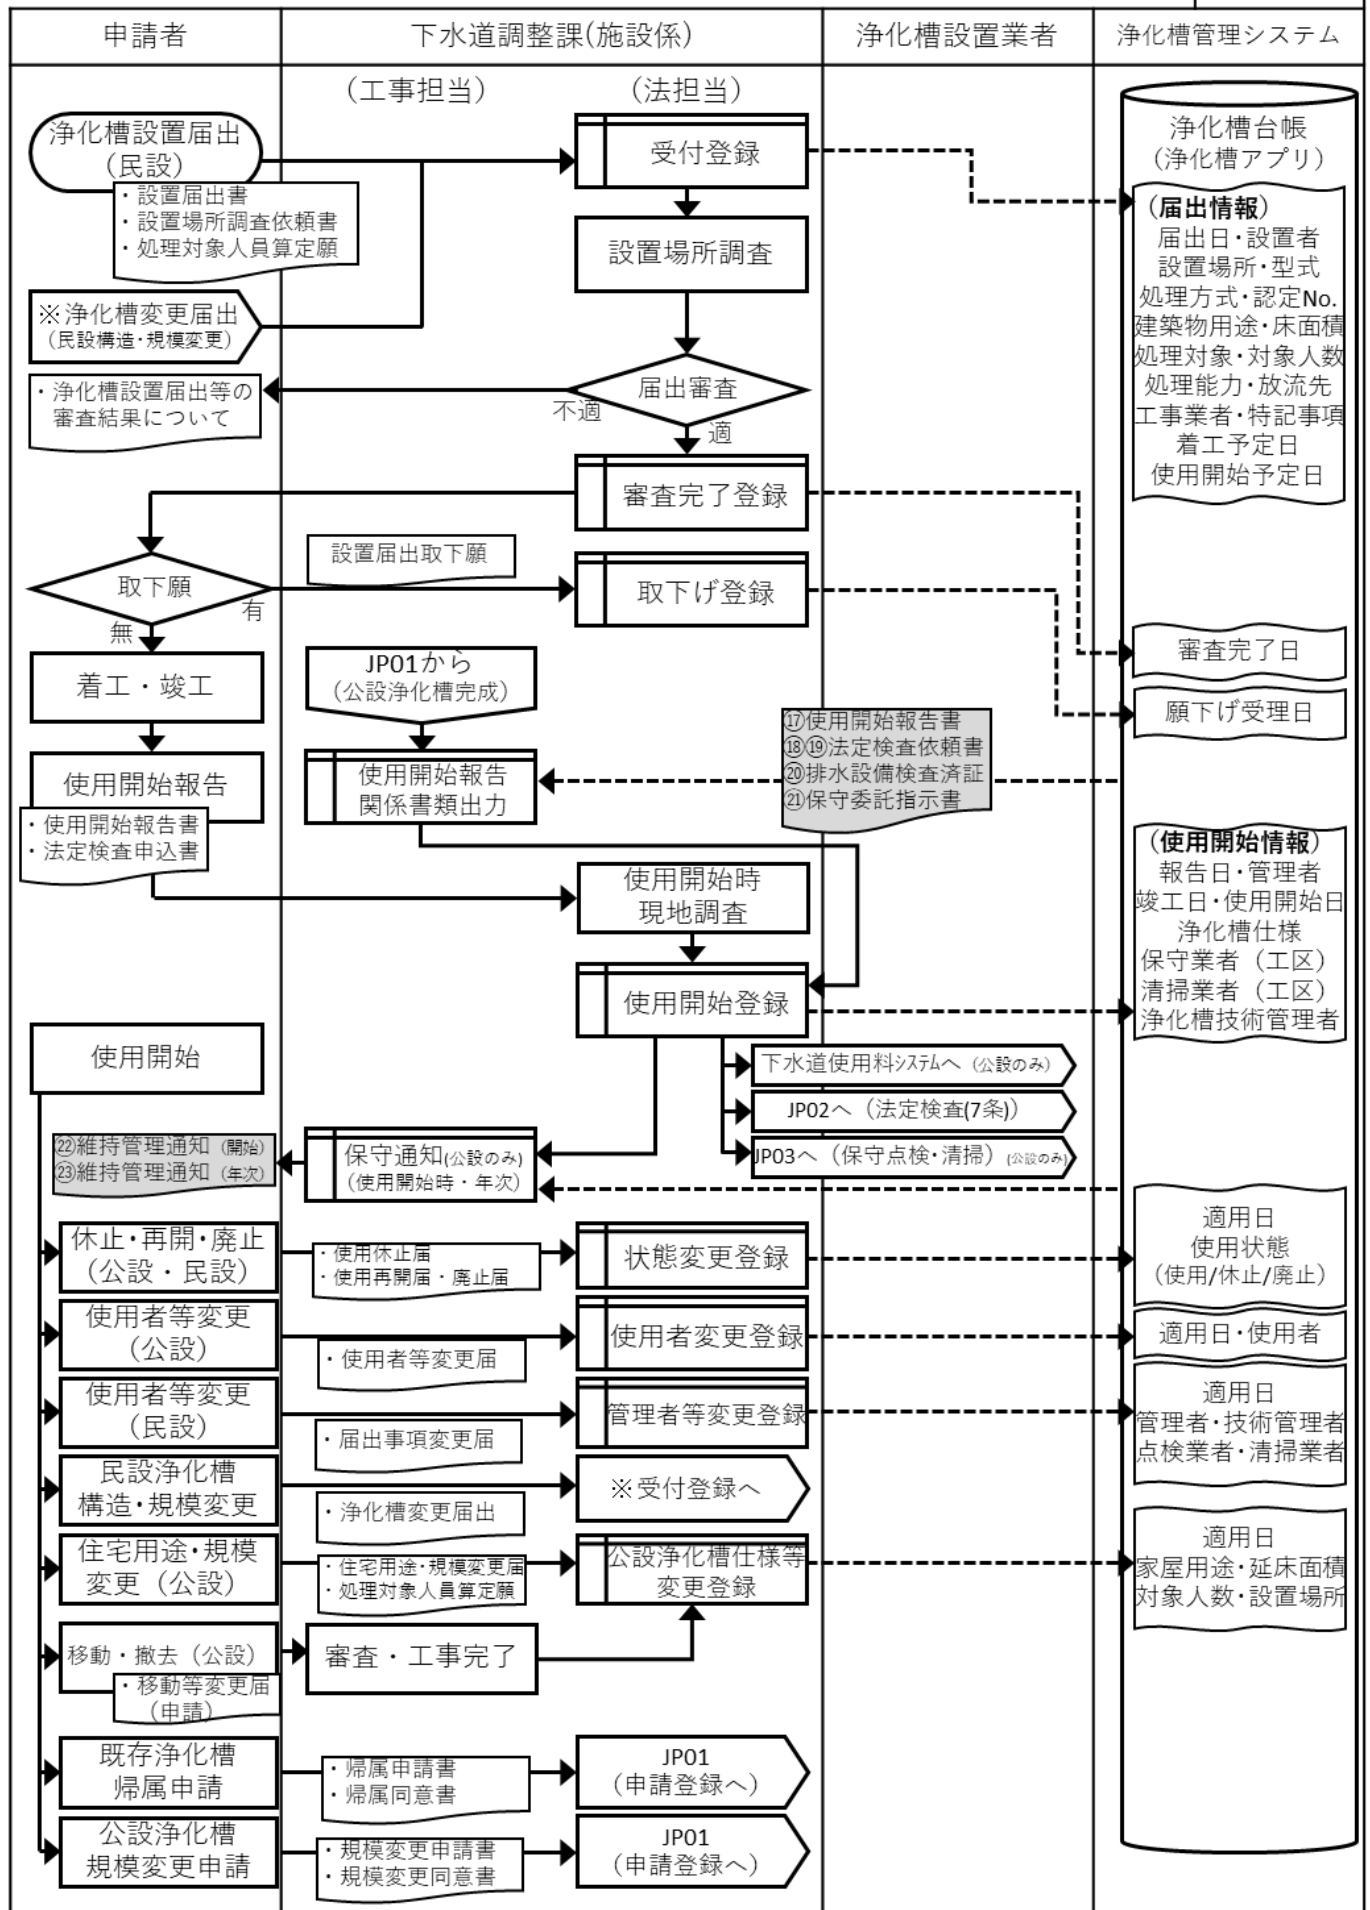 申請者
下水道調整課(施設係)
浄化槽設置業者
浄化槽管理システム
(工事担当)
(法担当)
浄化槽設置届出
(民設)
・設置届出書
・設置場所調査依頼書
・処理対象人員算定願
受付登録
浄化槽台帳
(浄化槽アプリ)
(届出情報)
届出日・設置者
設置場所・型式
処理方式・認定No.
建築物用途・床面積
処理対象・対象人数
処理能力・放流先
工事業者・特記事項
着工予定日
使用開始予定日
設置場所調査
※浄化槽変更届出
(民設構造・規模変更)
届出審査
不適
適
・浄化槽設置届出等の
審査結果について
審査完了登録
取下願
有
無
設置届出取下願
取下げ登録
審査完了日
願下げ受理日
着工・竣工
JP01から
(公設浄化槽完成)
⑰使用開始報告書
⑱⑲法定検査依頼書
⑳排水設備検査済証
㉑保守委託指示書
使用開始報告
・使用開始報告書
・法定検査申込書
使用開始報告
関係書類出力
(使用開始情報)
報告日・管理者
竣工日・使用開始日
浄化槽仕様
保守業者(工区)
清掃業者(工区)
浄化槽技術管理者
使用開始時
現地調査
使用開始登録
使用開始
下水道使用料システムへ(公設のみ)
JP02へ(法定検査(7条))
JP03へ(保守点検・清掃)(公設のみ)
㉒維持管理通知(開始)
㉓維持管理通知(年次)
保守通知(公設のみ)
(使用開始時・年次)
休止・再開・廃止
(公設・民設)
・使用休止届
・使用再開届・廃止届
状態変更登録
適用日
使用状態
(使用/休止/廃止)
使用者等変更
(公設)
・使用者等変更届
使用者変更登録
適用日・使用者
使用者等変更
(民設)
・届出事項変更届
管理者等変更登録
適用日
管理者・技術管理者
点検業者・清掃業者
民設浄化槽
構造・規模変更
・浄化槽変更届出
※受付登録へ
住宅用途・規模
変更(公設)
・住宅用途・規模変更届
・処理対象人員算定願
公設浄化槽仕様等
変更登録
適用日
家屋用途・延床面積
対象人数・設置場所
移動・撤去(公設)
・移動等変更届
(申請)
審査・工事完了
既存浄化槽
帰属申請
・帰属申請書
・帰属同意書
JP01
(申請登録へ)
公設浄化槽
規模変更申請
・規模変更申請書
・規模変更同意書
JP01
(申請登録へ)